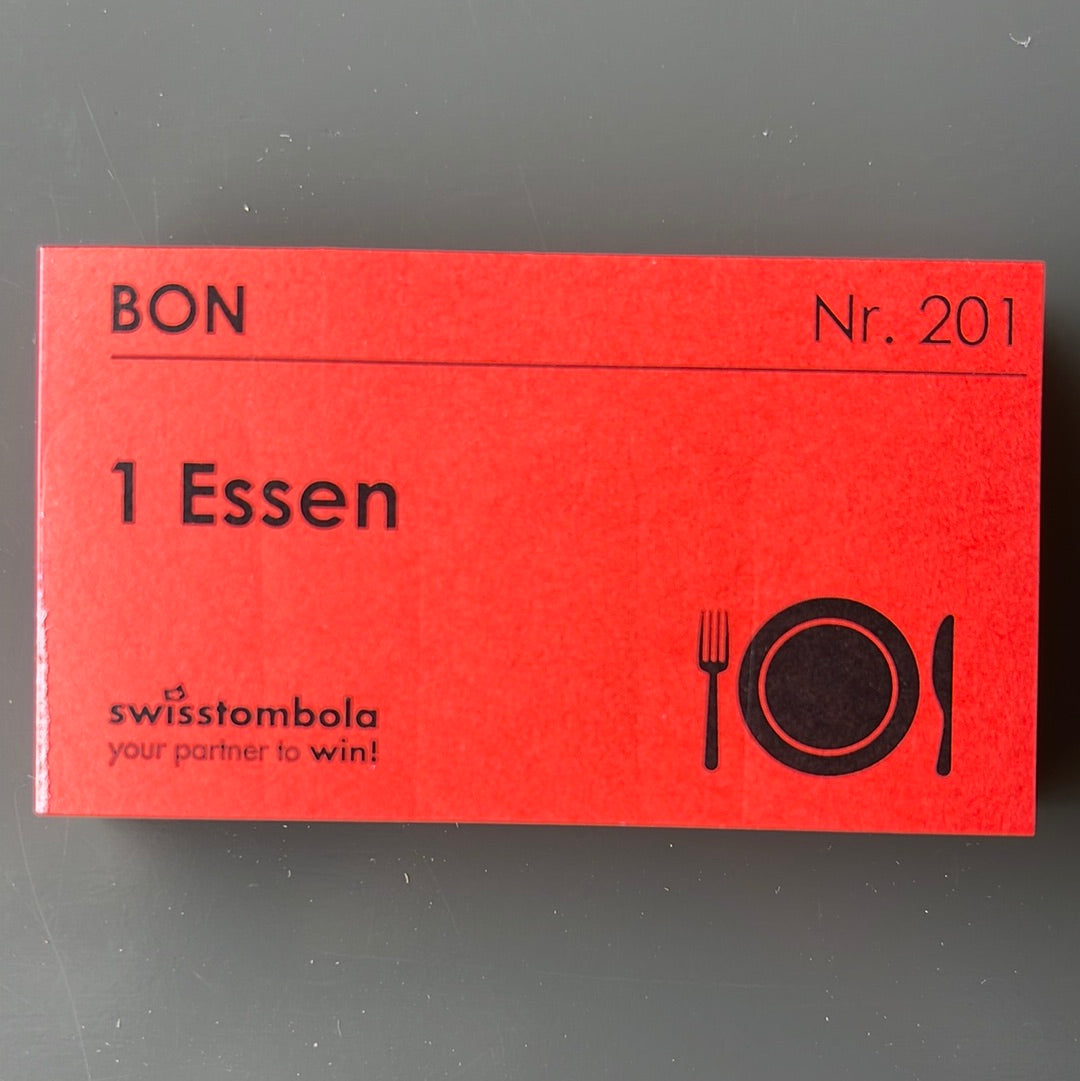 BON
Nr. 201
1 Essen
swisstombola
your partner to win!